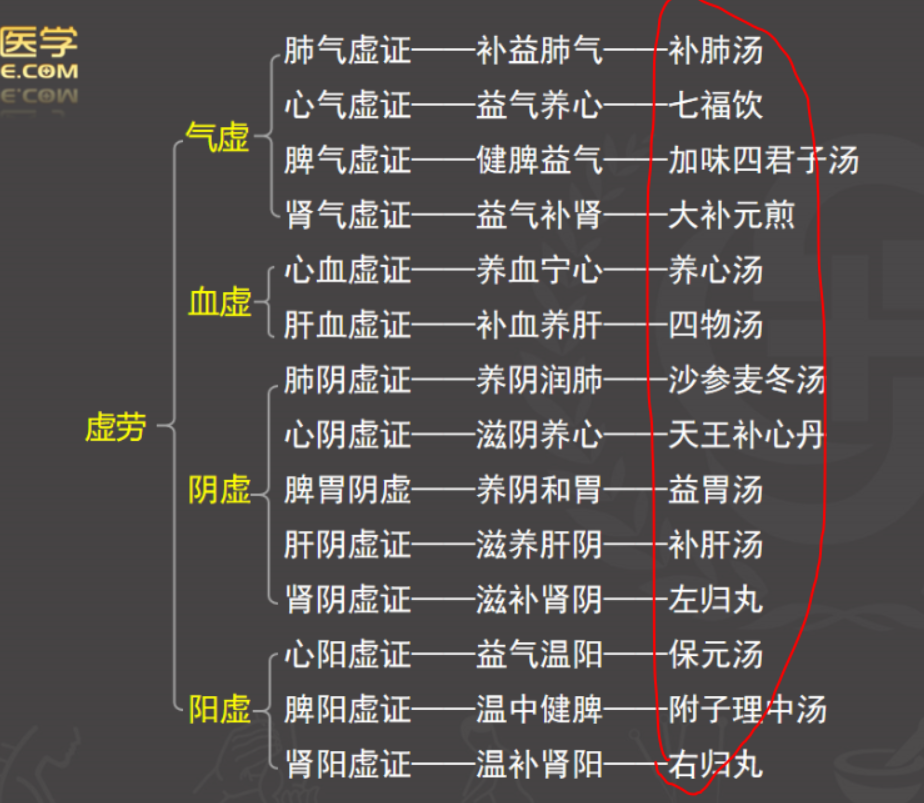 医学
E.COM
气虚
肺气虚证——补益肺气——补肺汤
心气虚证——益气养心——七福饮
脾气虚证——健脾益气——加味四君子汤
肾气虚证——益气补肾——大补元煎
血虚
心血虚证——养血宁心——养心汤
肝血虚证——补血养肝——四物汤
虚劳
阴虚
肺阴虚证——养阴润肺——沙参麦冬汤
心阴虚证——滋阴养心——天王补心丹
脾胃阴虚——养阴和胃——益胃汤
肝阴虚证——滋养肝阴——补肝汤
肾阴虚证——滋补肾阴——左归丸
阳虚
心阳虚证——益气温阳——保元汤
脾阳虚证——温中健脾——附子理中汤
肾阳虚证——温补肾阳——右归丸